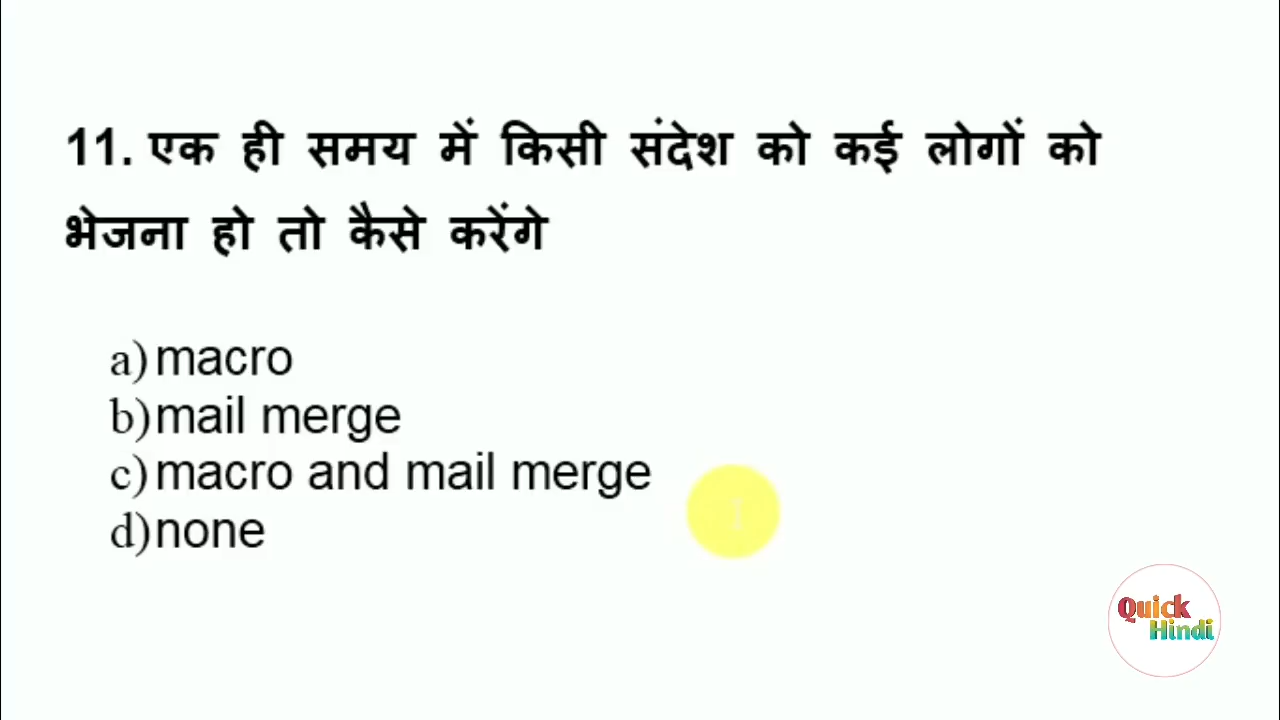 11. एक ही समय में किसी संदेश को कई लोगों को
भेजना हो तो कैसे करेंगे
a) macro
b) mail merge
c) macro and mail merge
d) none
Quick
Hindi